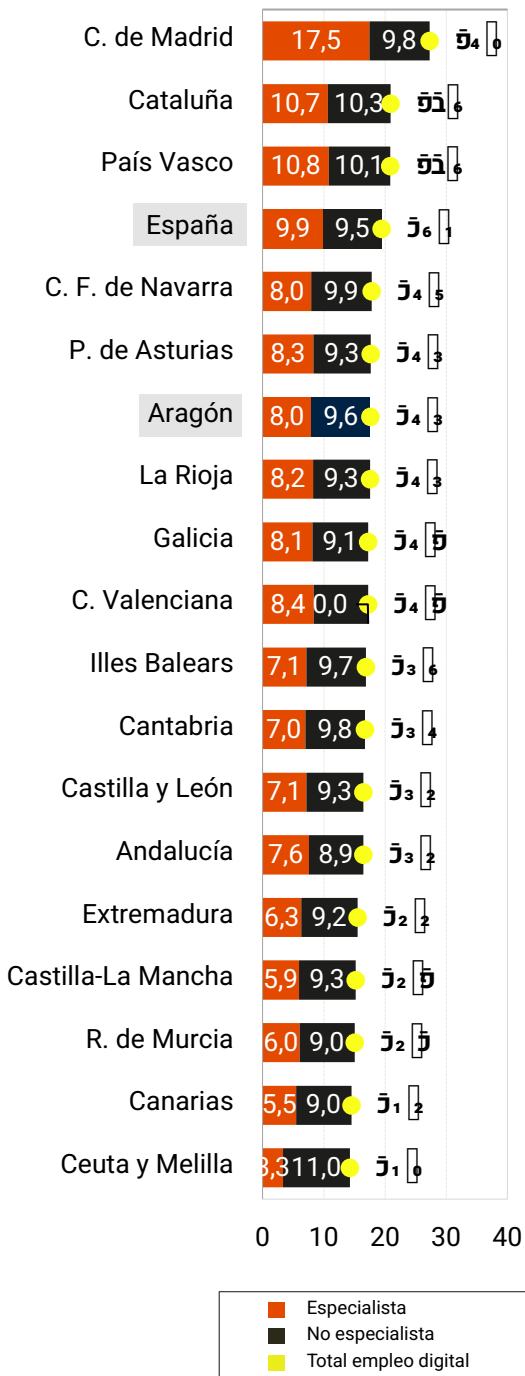 C. de Madrid 17,5 9,8
Cataluña 10,7 10,3
País Vasco 10,8 10,1
España 9,9 9,5
C. F. de Navarra 8,0 9,9
P. de Asturias 8,3 9,3
Aragón 8,0 9,6
La Rioja 8,2 9,3
Galicia 8,1 9,1
C. Valenciana 8,4 0,0
Illes Balears 7,1 9,7
Cantabria 7,0 9,8
Castilla y León 7,1 9,3
Andalucía 7,6 8,9
Extremadura 6,3 9,2
Castilla-La Mancha 5,9 9,3
R. de Murcia 6,0 9,0
Canarias 5,5 9,0
Ceuta y Melilla 3,3 11,0
0 10 20 30 40
Especialista
No especialista
Total empleo digital